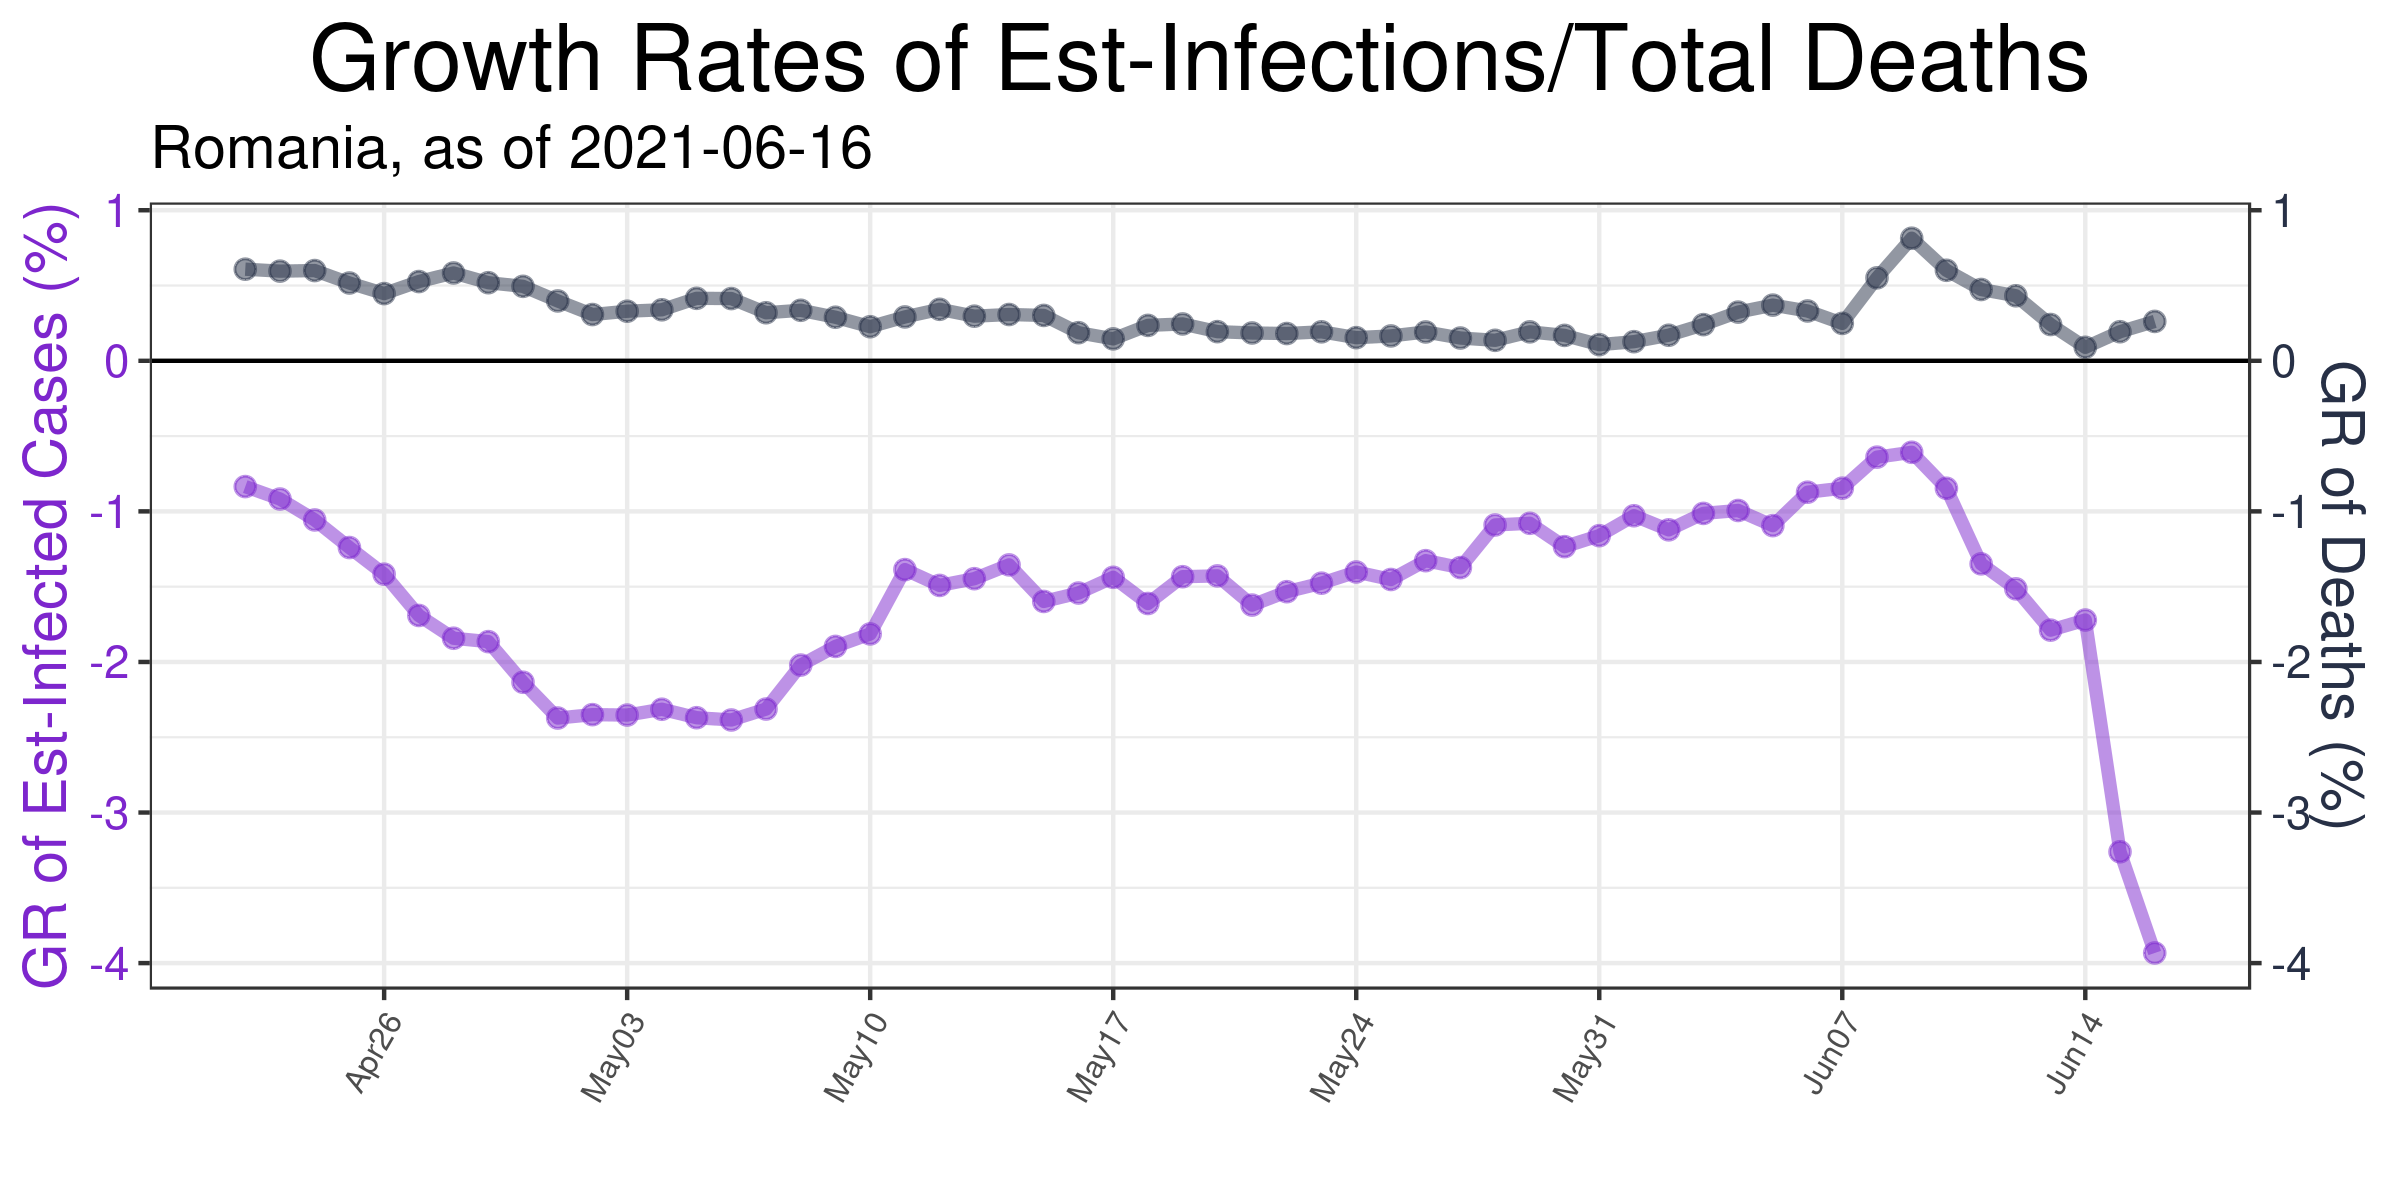 Growth Rates of Est-Infections/Total Deaths
Romania, as of 2021-06-16
GR of Est-Infected Cases (%)
1
0
-1
-2
-3
-4
1
0
-1
-2
-3
-4
GR of Deaths (%)
Apr26
May03
May10
May17
May24
May31
Jun07
Jun14